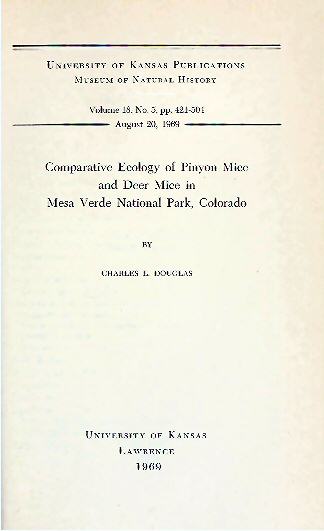 University of Kansas Publications
Museum of Natural History
Volume 18, No. 5, pp. 421-504
August 20, 1969
Comparative Ecology of Pinyon Mice
and Deer Mice in
Mesa Verde National Park, Colorado
BY
CHARLES L. DOUGLAS
University of Kansas
Lawrence
1969